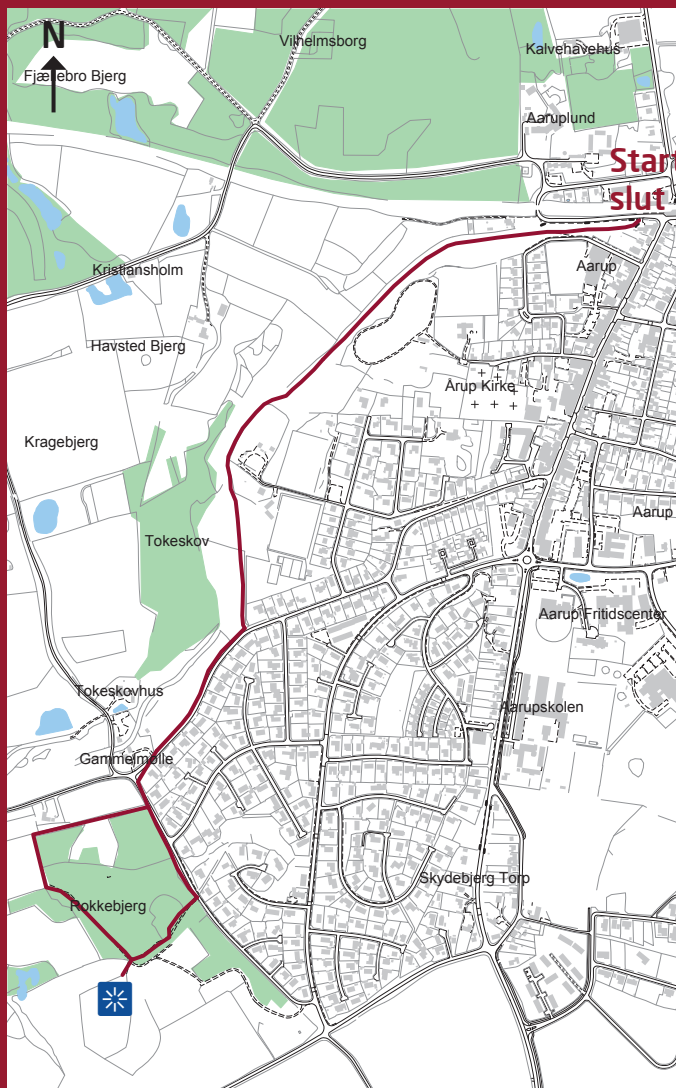 N
Vilhelmsborg
Kalvehavehus
Fjællebro Bjerg
Aaruplund
Start
slut
Kristiansholm
Aarup
Havsted Bjerg
Årup Kirke
Kragebjerg
Aarup
Tokeskov
Aarup Fritidscenter
Tokeskovhus
Aarupskolen
Gammelmølle
Skydebjerg Torp
Rokkebjerg